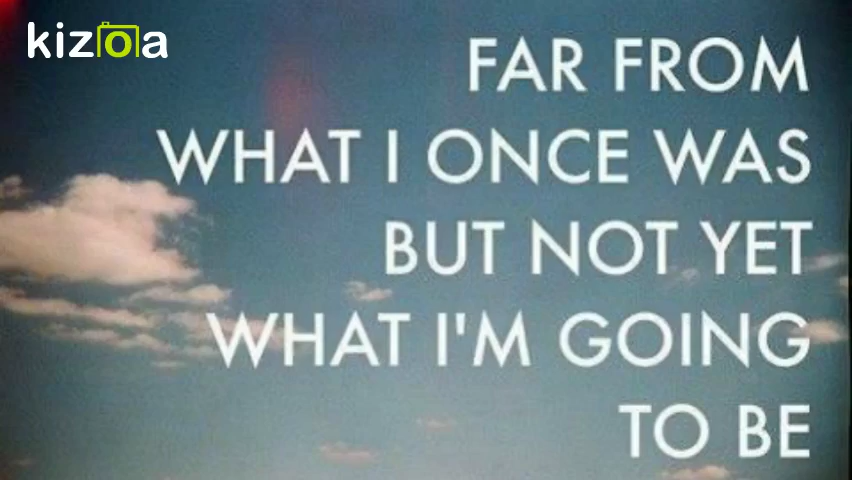 kizoa
FAR FROM
WHAT I ONCE WAS
BUT NOT YET
WHAT I'M GOING
TO BE